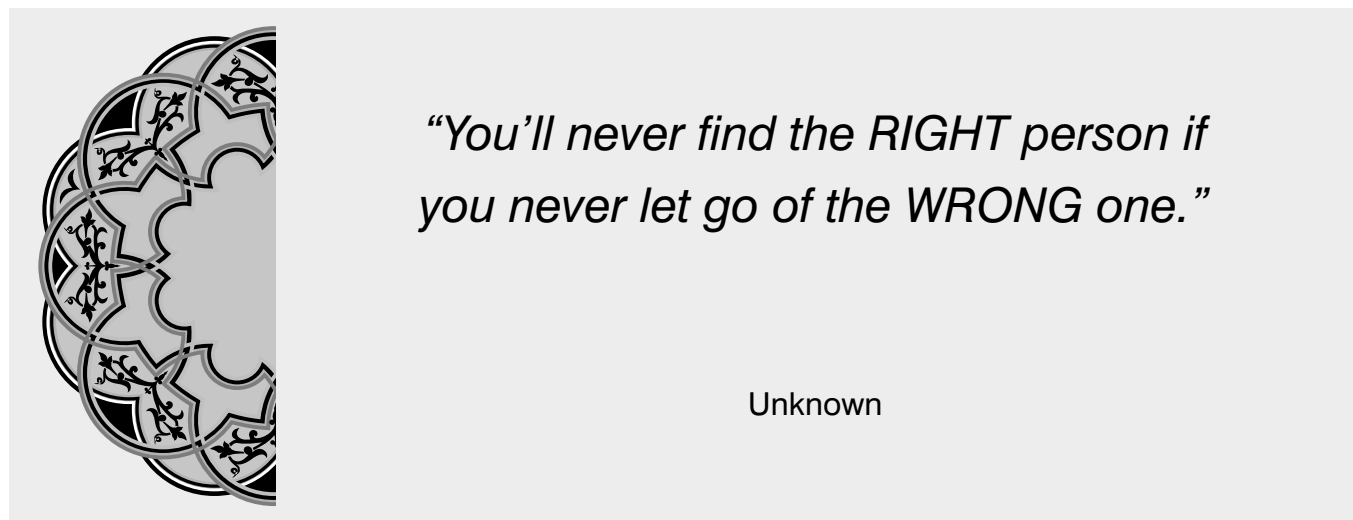 “You’ll never find the RIGHT person if
you never let go of the WRONG one.”
Unknown